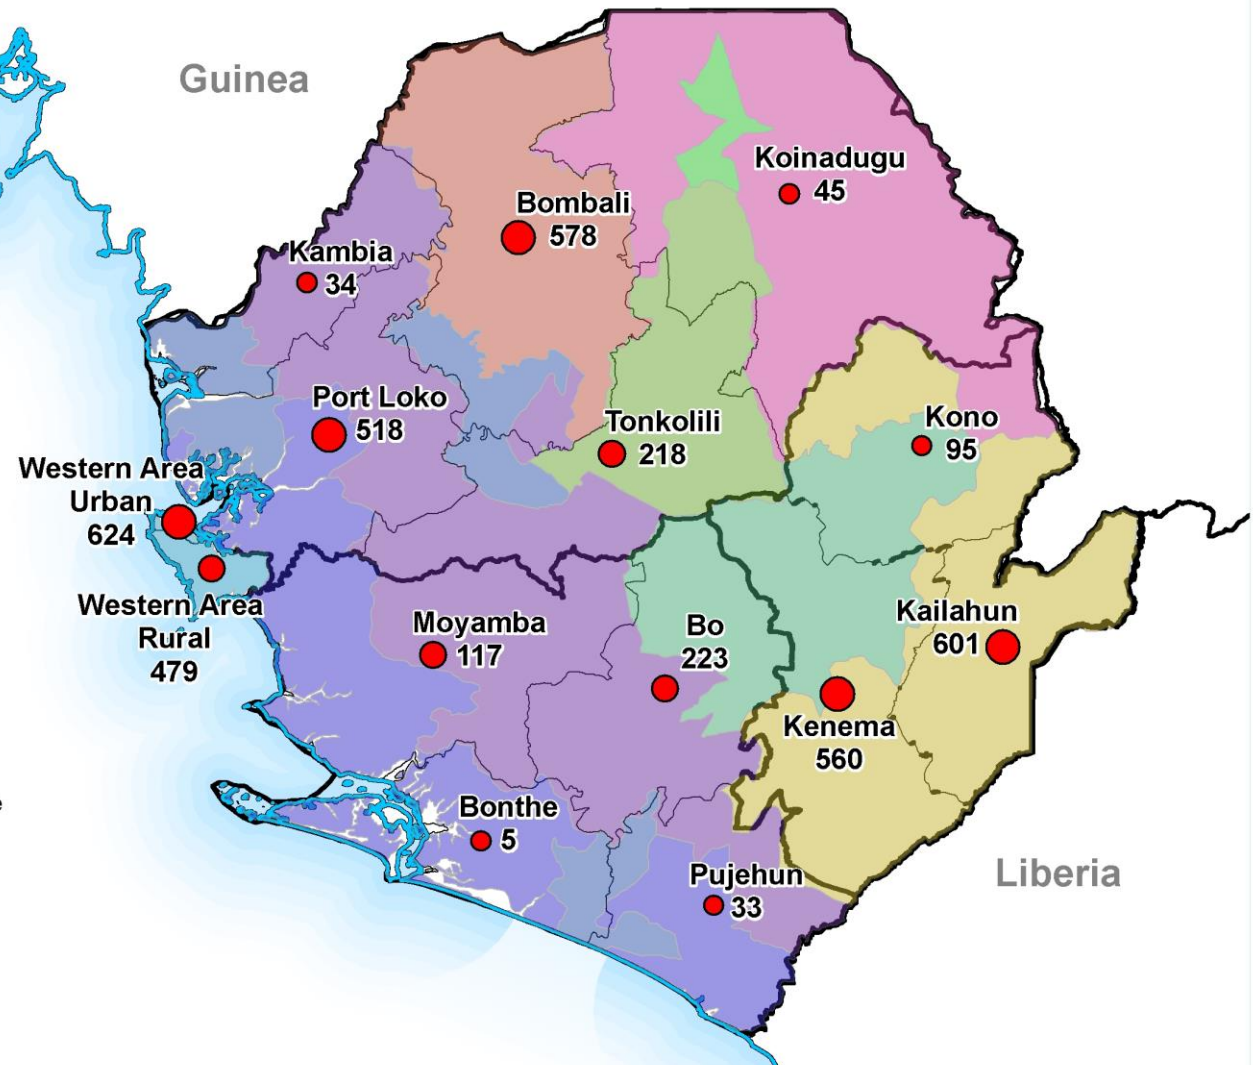 Guinea
Koinadugu
45
Bombali
578
Kambia
34
Port Loko
518
Tonkolili
218
Kono
95
Western Area
Urban
624
Western Area
Rural
479
Moyamba
117
Bo
223
Kailahun
601
Kenema
560
Bonthe
5
Pujehun
33
Liberia